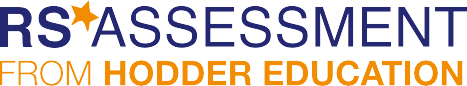 RS ASSESSMENT
FROM HODDER EDUCATION